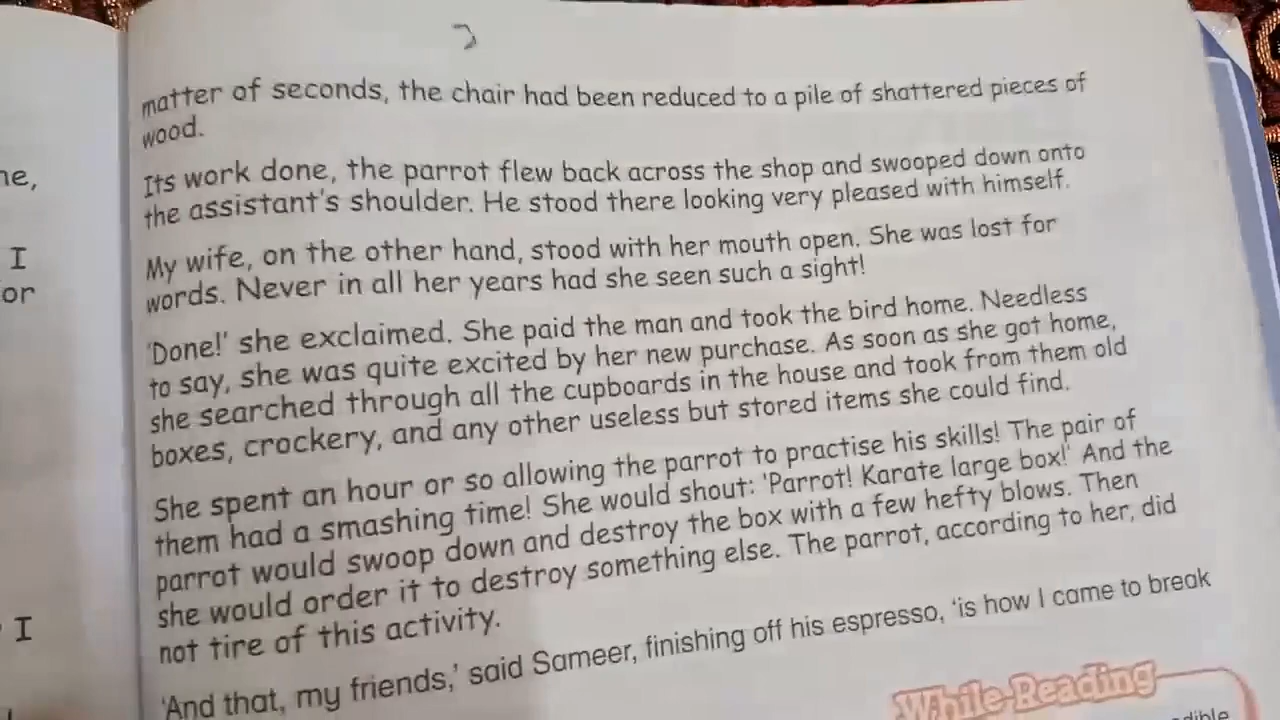 matter of seconds, the chair had been reduced to a pile of shattered pieces of
wood.
Its work done, the parrot flew back across the shop and swooped down onto
the assistant's shoulder. He stood there looking very pleased with himself.
My wife, on the other hand, stood with her mouth open. She was lost for
words. Never in all her years had she seen such a sight!
'Done!' she exclaimed. She paid the man and took the bird home. Needless
to say, she was quite excited by her new purchase. As soon as she got home,
she searched through all the cupboards in the house and took from them old
boxes, crockery, and any other useless but stored items she could find.
She spent an hour or so allowing the parrot to practise his skills! The pair of
them had a smashing time! She would shout: 'Parrot! Karate large box!' And the
parrot would swoop down and destroy the box with a few hefty blows. Then
she would order it to destroy something else. The parrot, according to her, did
not tire of this activity.
'And that, my friends,' said Sameer, finishing off his espresso, 'is how I came to break
While Reading
I
or
I